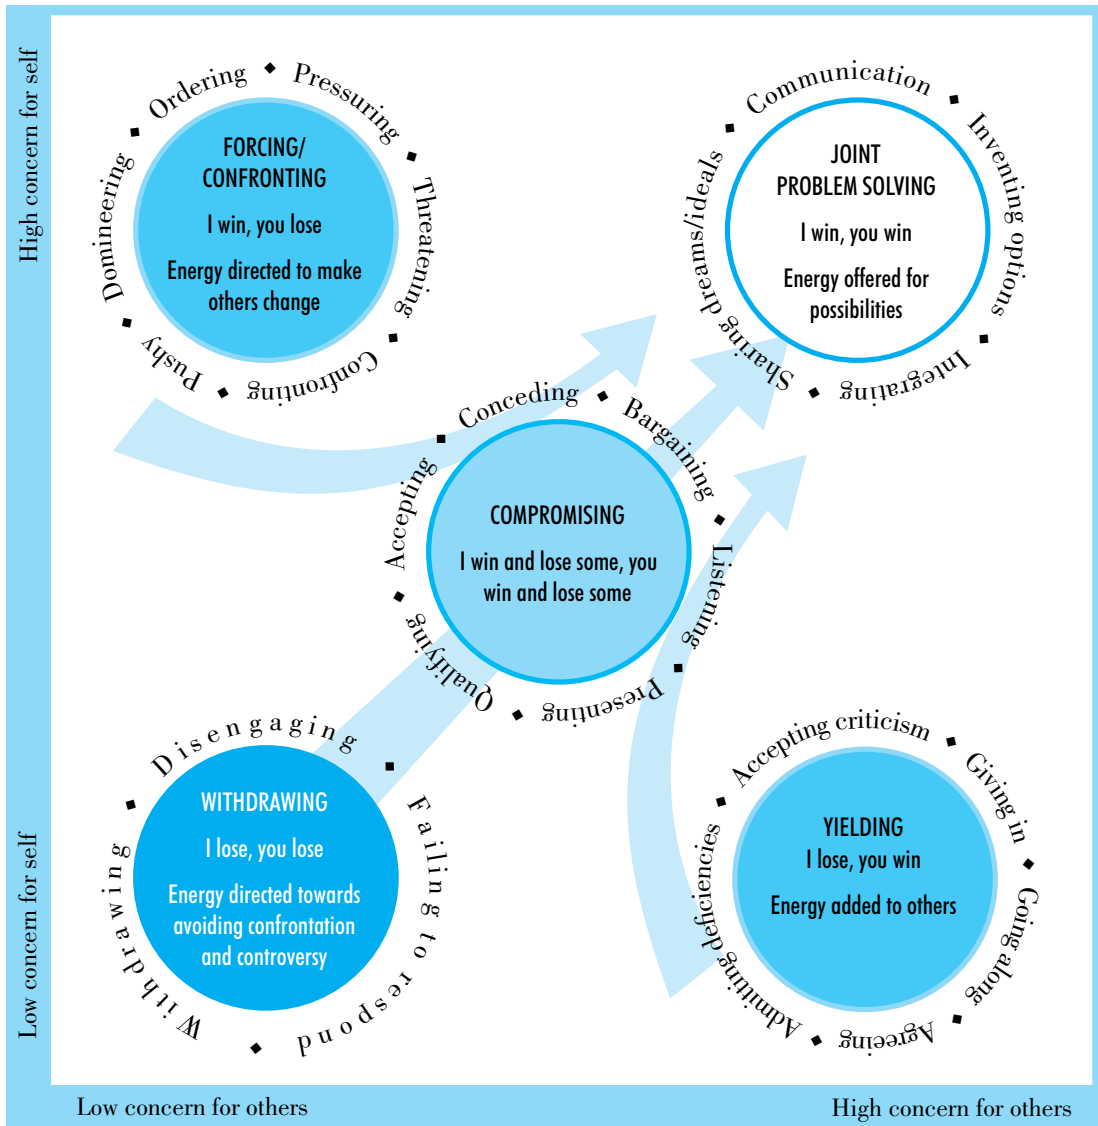 High concern for self
Ordering ◆ Pressuring ◆ Threatening ◆ Confronting ◆ Pushy ◆ Domineering ◆
FORCING/
CONFRONTING
I win, you lose
Energy directed to make
others change
Communication ◆ Inventing options ◆ Integrating ◆ Sharing dreams/ideals ◆
JOINT
PROBLEM SOLVING
I win, you win
Energy offered for
possibilities
Conceding ◆ Bargaining ◆ Listening ◆ Presenting ◆ Qualifying ◆ Accepting ◆
COMPROMISING
I win and lose some, you
win and lose some
Low concern for self
Disengaging ◆ Failing to respond ◆ Withdrawing ◆
WITHDRAWING
I lose, you lose
Energy directed towards
avoiding confrontation
and controversy
Accepting criticism ◆ Giving in ◆ Going along ◆ Agreeing ◆ Admitting deficiencies ◆
YIELDING
I lose, you win
Energy added to others
Low concern for others
High concern for others